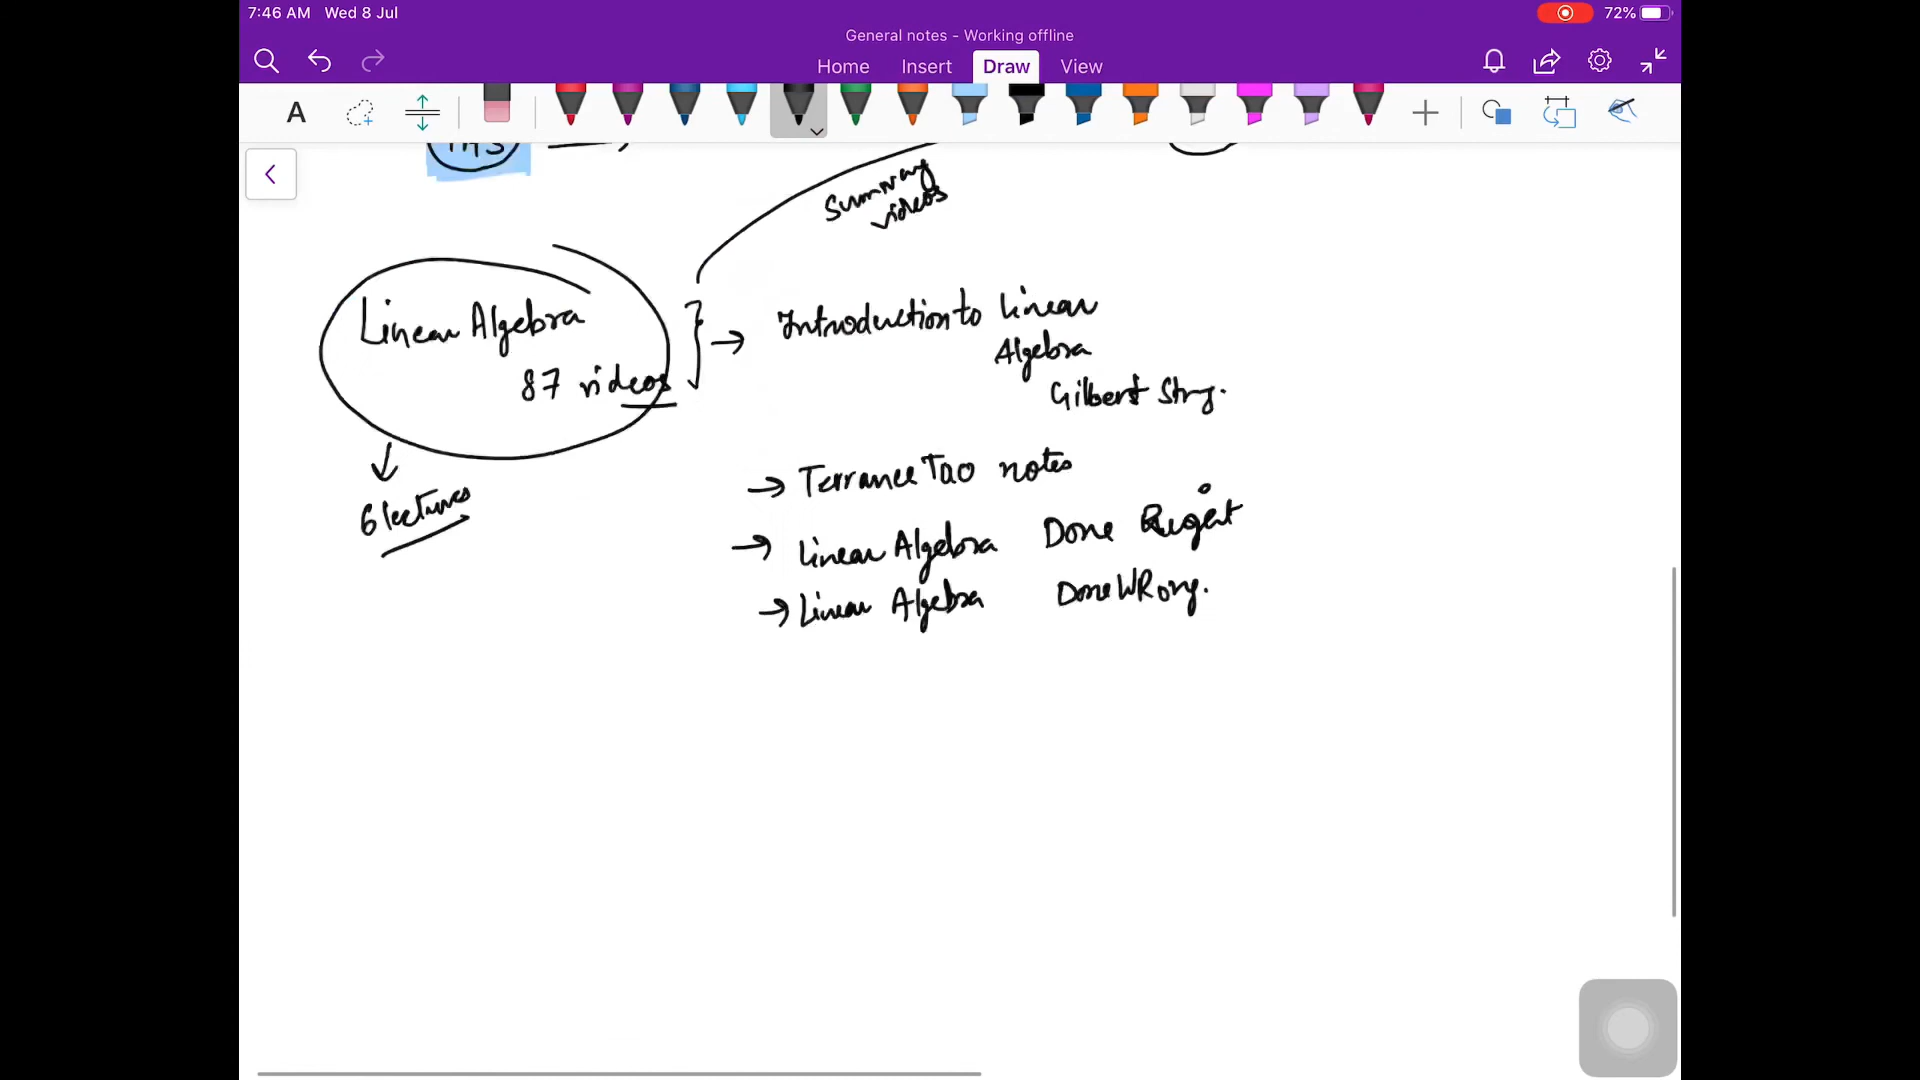 7:46 AM Wed 8 Jul
72%
General notes - Working offline
Home Insert Draw View
A
Summary
videos
Linear Algebra
87 videos
Introduction to Linear
Algebra
Gilbert Strng.
6 lectures
→ Terrance Tao notes
→ Linear Algebra Done Right
→ Linear Algebra Done WRong.